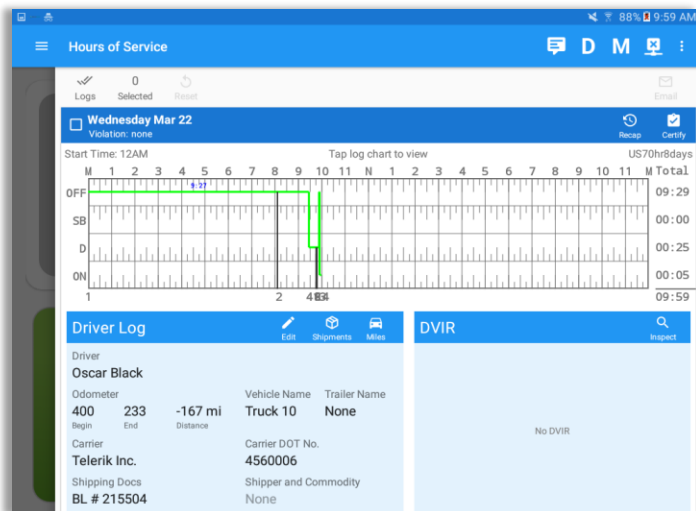 88% 9:59 AM
Hours of Service D M
Logs 0 Selected Reset Email
Wednesday Mar 22
Violation: none Recap Certify
Start Time: 12AM Tap log chart to view US70hr8days
M 1 2 3 4 5 6 7 8 9 10 11 N 1 2 3 4 5 6 7 8 9 10 11 M Total
OFF 9:27 09:29
SB 00:00
D 00:25
ON 00:05
1 2 09:59
Driver Log Edit Shipments Miles
Driver
Oscar Black
Odometer Vehicle Name Trailer Name
400 233 -167 mi Truck 10 None
Begin End Distance
Carrier Carrier DOT No.
Telerik Inc. 4560006
Shipping Docs Shipper and Commodity
BL # 215504 None
DVIR Inspect
No DVIR